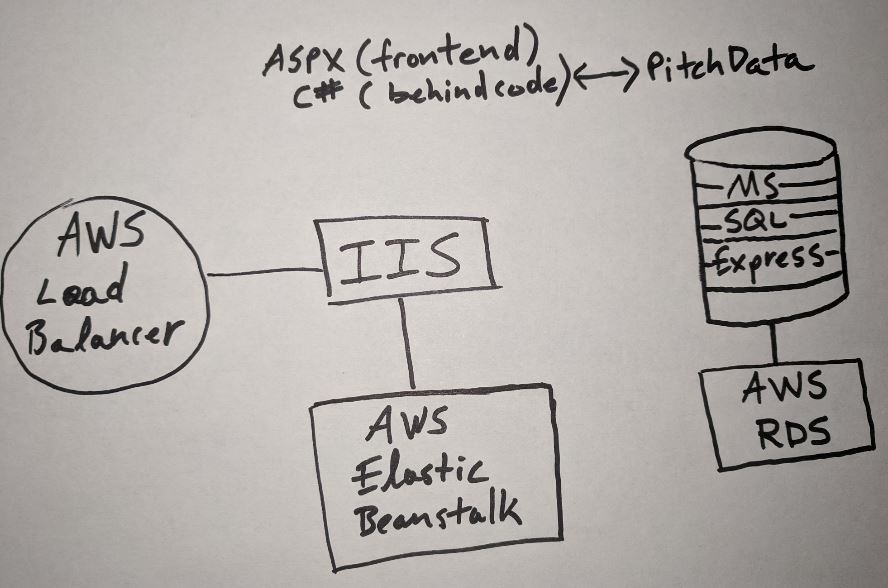 ASPX (frontend)
C# (behindcode) ↔ PitchData
AWS
Load
Balancer
IIS
AWS
Elastic
Beanstalk
MS
SQL
Express
AWS
RDS